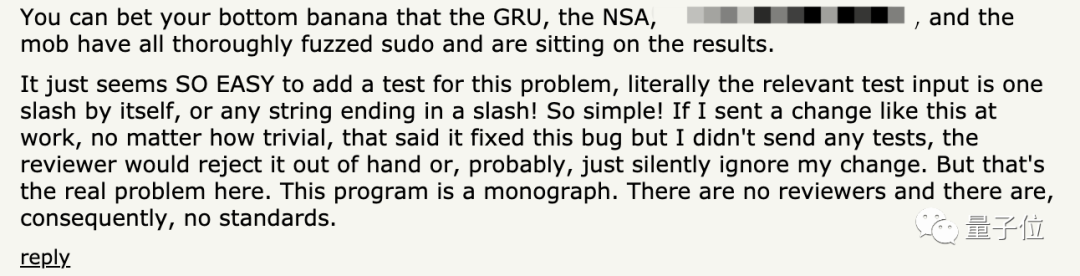 You can bet your bottom banana that the GRU, the NSA, , and the
mob have all thoroughly fuzzed sudo and are sitting on the results.
It just seems SO EASY to add a test for this problem, literally the relevant test input is one
slash by itself, or any string ending in a slash! So simple! If I sent a change like this at
work, no matter how trivial, that said it fixed this bug but I didn't send any tests, the
reviewer would reject it out of hand or, probably, just silently ignore my change. But that's
the real problem here. This program is a monograph. There are no reviewers and there are,
consequently, no standards.
量子位
reply